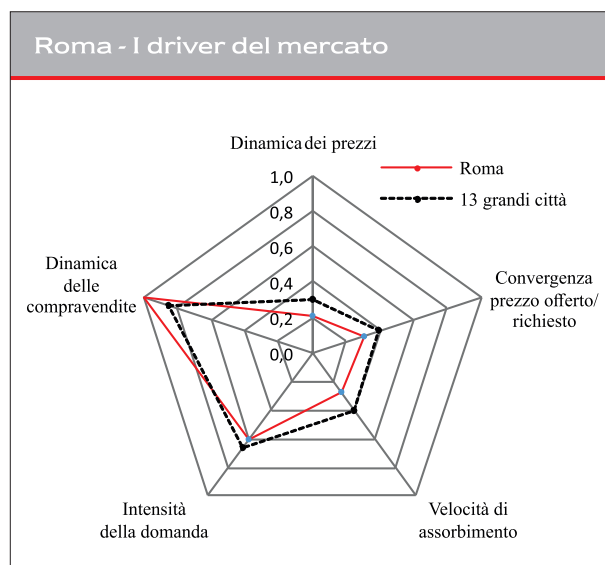 Roma - I driver del mercato
Dinamica dei prezzi
Roma
13 grandi città
1,0
0,8
0,6
0,4
0,2
0,0
Dinamica
delle
compravendite
Convergenza
prezzo offerto/
richiesto
Intensità
della domanda
Velocità di
assorbimento